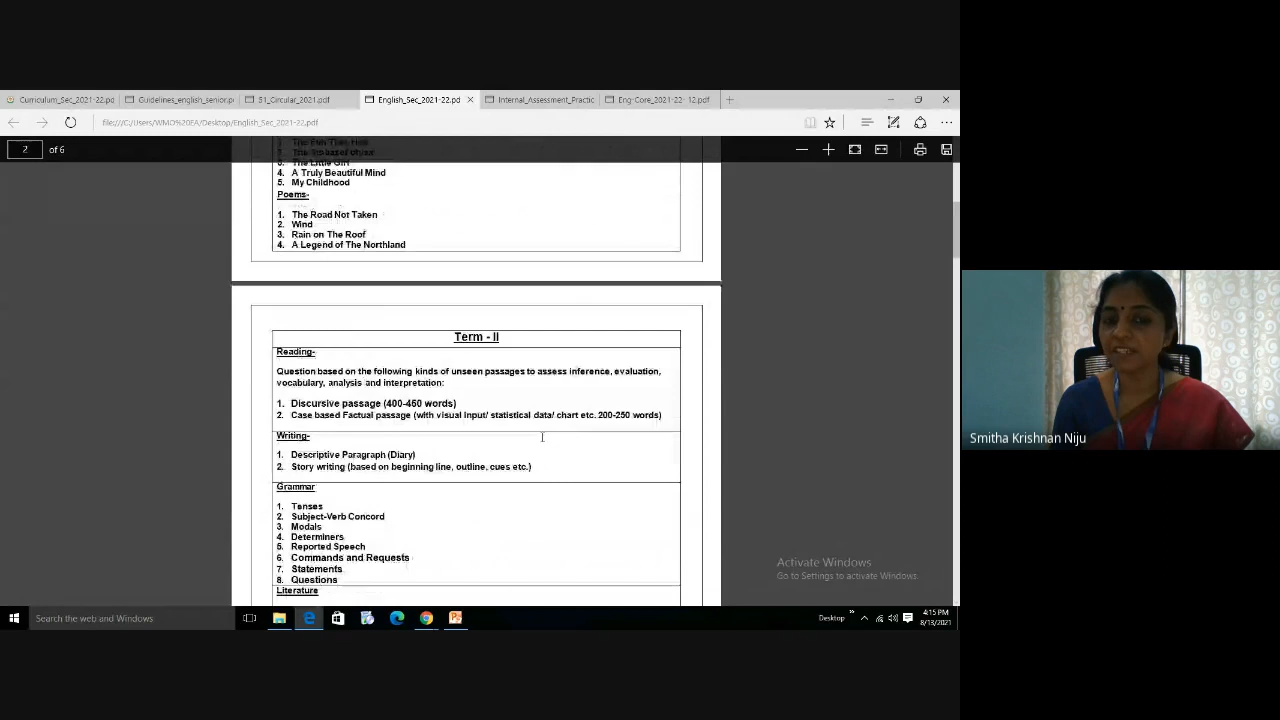 Curriculum_Sec_2021-22.pd
Guidelines_english_senior.p
51_Circular_2021.pdf
English_Sec_2021-22.pd
Internal_Assessment_Practic
Eng-Core_2021-22- 12.pdf
file:///C:/Users/WMO%20EA/Desktop/English_Sec_2021-22.pdf
2 of 6
3. The Little Girl
4. A Truly Beautiful Mind
5. My Childhood
Poems-
1. The Road Not Taken
2. Wind
3. Rain on The Roof
4. A Legend of The Northland
Term - II
Reading-
Question based on the following kinds of unseen passages to assess inference, evaluation,
vocabulary, analysis and interpretation:
1. Discursive passage (400-450 words)
2. Case based Factual passage (with visual input/ statistical data/ chart etc. 200-250 words)
Writing-
1. Descriptive Paragraph (Diary)
2. Story writing (based on beginning line, outline, cues etc.)
Grammar
1. Tenses
2. Subject-Verb Concord
3. Modals
4. Determiners
5. Reported Speech
6. Commands and Requests
7. Statements
8. Questions
Literature
Smitha Krishnan Niju
Activate Windows
Go to Settings to activate Windows.
Search the web and Windows
Desktop
4:15 PM
8/13/2021